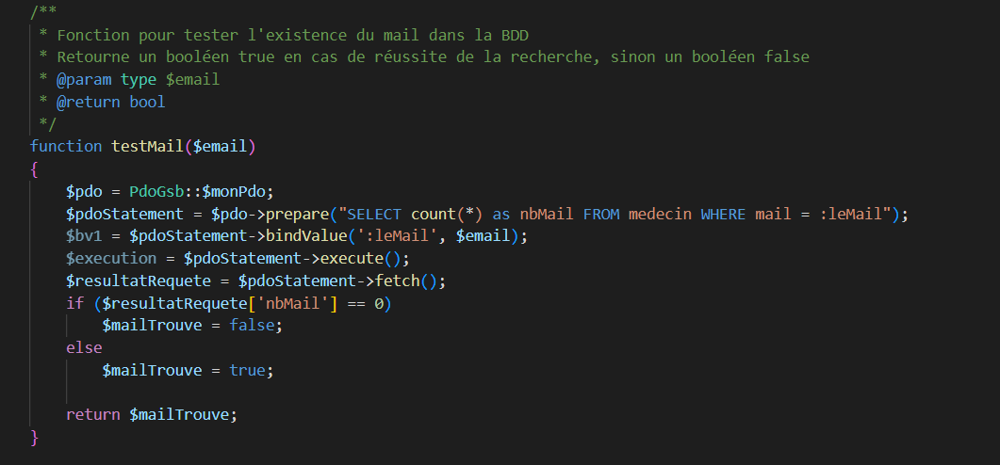 /**
* Fonction pour tester l'existence du mail dans la BDD
* Retourne un booléen true en cas de réussite de la recherche, sinon un booléen false
* @param type $email
* @return bool
*/
function testMail($email)
{
$pdo = PdoGsb::$monPdo;
$pdoStatement = $pdo->prepare("SELECT count(*) as nbMail FROM medecin WHERE mail = :leMail");
$bv1 = $pdoStatement->bindValue(':leMail', $email);
$execution = $pdoStatement->execute();
$resultatRequete = $pdoStatement->fetch();
if ($resultatRequete['nbMail'] == 0)
$mailTrouve = false;
else
$mailTrouve = true;
return $mailTrouve;
}